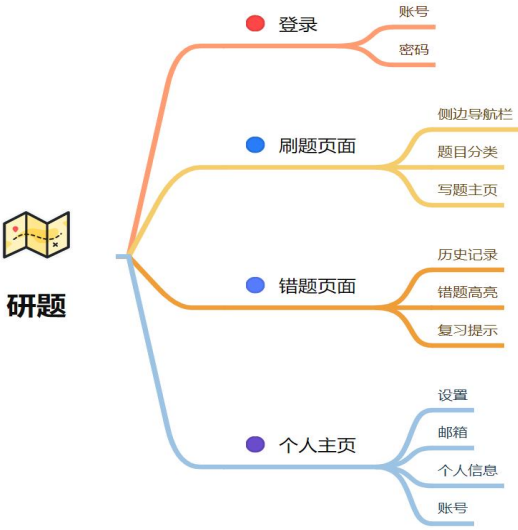 研题
登录
账号
密码
刷题页面
侧边导航栏
题目分类
写题主页
错题页面
历史记录
错题高亮
复习提示
个人主页
设置
邮箱
个人信息
账号